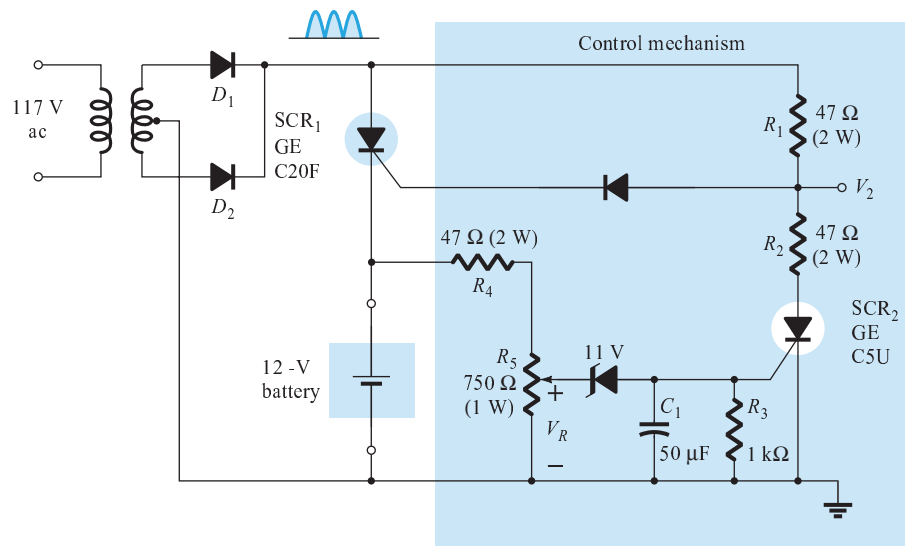 Control mechanism
117 V
ac
D1
D2
SCR1
GE
C20F
R1
47 Ω
(2 W)
V2
R2
47 Ω
(2 W)
47 Ω (2 W)
R4
SCR2
GE
C5U
12 -V
battery
R5
750 Ω
(1 W)
11 V
+
VR
–
C1
50 μF
R3
1 kΩ